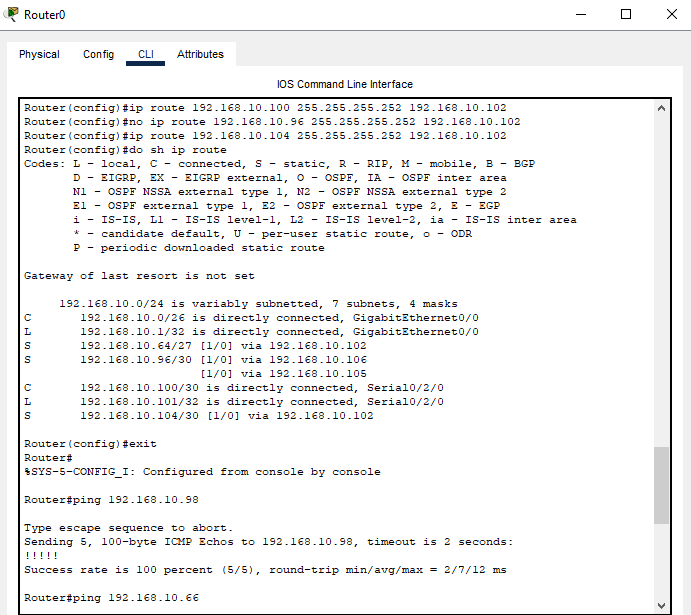 Router0
Physical Config CLI Attributes
IOS Command Line Interface
Router(config)#ip route 192.168.10.100 255.255.255.252 192.168.10.102
Router(config)#no ip route 192.168.10.96 255.255.255.252 192.168.10.102
Router(config)#ip route 192.168.10.104 255.255.255.252 192.168.10.102
Router(config)#do sh ip route
Codes: L - local, C - connected, S - static, R - RIP, M - mobile, B - BGP
D - EIGRP, EX - EIGRP external, O - OSPF, IA - OSPF inter area
N1 - OSPF NSSA external type 1, N2 - OSPF NSSA external type 2
E1 - OSPF external type 1, E2 - OSPF external type 2, E - EGP
i - IS-IS, L1 - IS-IS level-1, L2 - IS-IS level-2, ia - IS-IS inter area
* - candidate default, U - per-user static route, o - ODR
P - periodic downloaded static route
Gateway of last resort is not set
192.168.10.0/24 is variably subnetted, 7 subnets, 4 masks
C 192.168.10.0/26 is directly connected, GigabitEthernet0/0
L 192.168.10.1/32 is directly connected, GigabitEthernet0/0
S 192.168.10.64/27 [1/0] via 192.168.10.102
S 192.168.10.96/30 [1/0] via 192.168.10.106
[1/0] via 192.168.10.105
C 192.168.10.100/30 is directly connected, Serial0/2/0
L 192.168.10.101/32 is directly connected, Serial0/2/0
S 192.168.10.104/30 [1/0] via 192.168.10.102
Router(config)#exit
Router#
%SYS-5-CONFIG_I: Configured from console by console
Router#ping 192.168.10.98
Type escape sequence to abort.
Sending 5, 100-byte ICMP Echos to 192.168.10.98, timeout is 2 seconds:
!!!!!
Success rate is 100 percent (5/5), round-trip min/avg/max = 2/7/12 ms
Router#ping 192.168.10.66